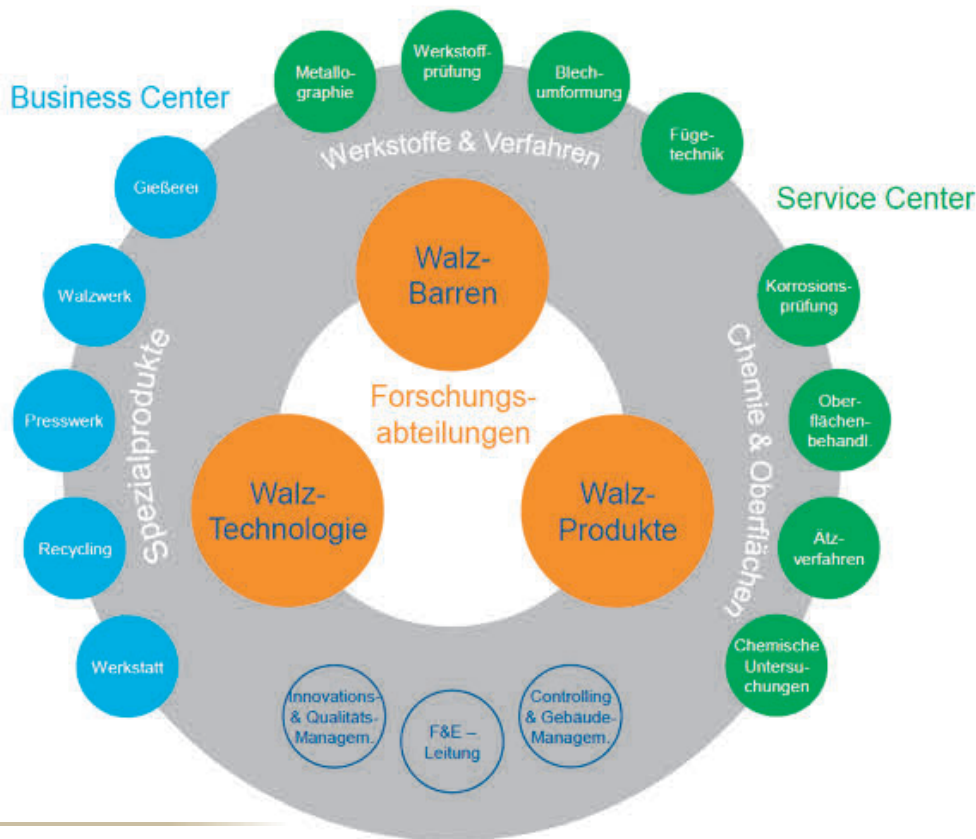 Business Center
Metallo-
graphie
Werkstoff-
prüfung
Blech-
umformung
Füge-
technik
Werkstoffe & Verfahren
Gießerei
Service Center
Walzwerk
Walz-
Barren
Korrosions-
prüfung
Spezialprodukte
Presswerk
Forschungs-
abteilungen
Chemie & Oberflächen
Ober-
flächen-
behandl.
Walz-
Technologie
Walz-
Produkte
Recycling
Ätz-
verfahren
Werkstatt
Chemische
Untersu-
chungen
Innovations-
& Qualitäts-
Managem.
F&E –
Leitung
Controlling
& Gebäude-
Managem.